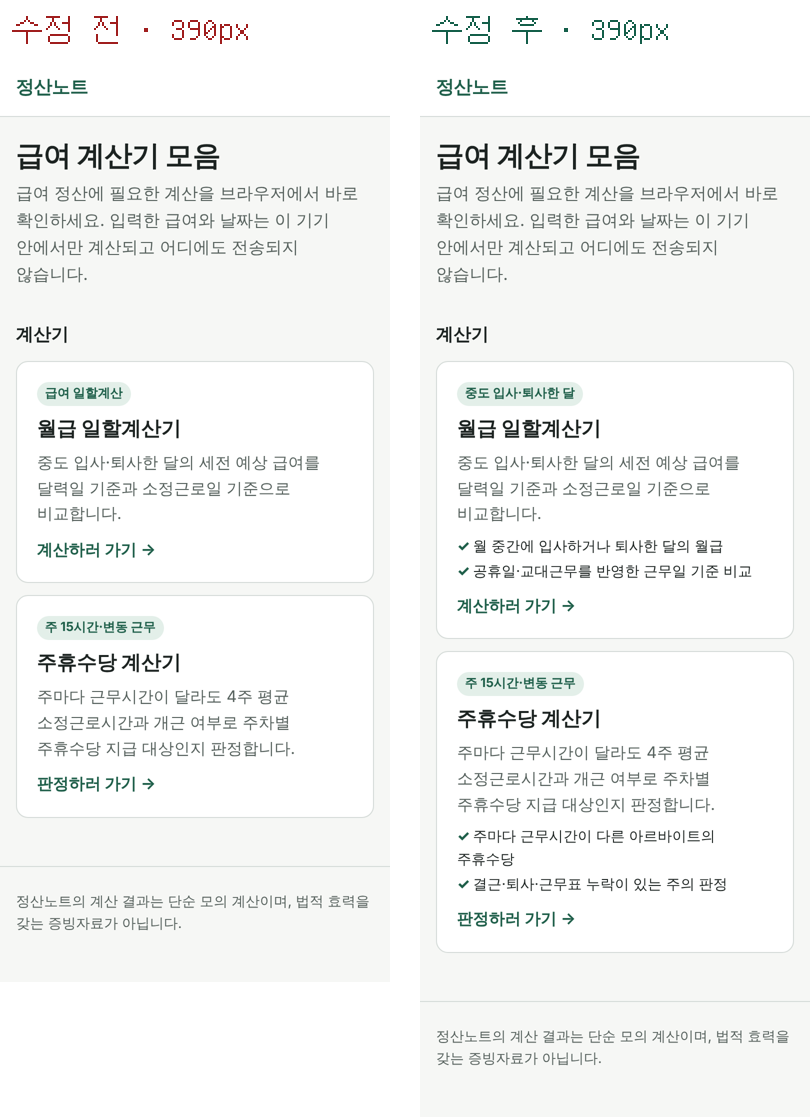 수정 전 · 390px
정산노트
급여 계산기 모음
급여 정산에 필요한 계산을 브라우저에서 바로
확인하세요. 입력한 급여와 날짜는 이 기기
안에서만 계산되고 어디에도 전송되지
않습니다.
계산기
급여 일할계산
월급 일할계산기
중도 입사·퇴사한 달의 세전 예상 급여를
달력일 기준과 소정근로일 기준으로
비교합니다.
계산하러 가기 →
주 15시간·변동 근무
주휴수당 계산기
주마다 근무시간이 달라도 4주 평균
소정근로시간과 개근 여부로 주차별
주휴수당 지급 대상인지 판정합니다.
판정하러 가기 →
정산노트의 계산 결과는 단순 모의 계산이며, 법적 효력을
갖는 증빙자료가 아닙니다.
수정 후 · 390px
정산노트
급여 계산기 모음
급여 정산에 필요한 계산을 브라우저에서 바로
확인하세요. 입력한 급여와 날짜는 이 기기
안에서만 계산되고 어디에도 전송되지
않습니다.
계산기
중도 입사·퇴사한 달
월급 일할계산기
중도 입사·퇴사한 달의 세전 예상 급여를
달력일 기준과 소정근로일 기준으로
비교합니다.
✓ 월 중간에 입사하거나 퇴사한 달의 월급
✓ 공휴일·교대근무를 반영한 근무일 기준 비교
계산하러 가기 →
주 15시간·변동 근무
주휴수당 계산기
주마다 근무시간이 달라도 4주 평균
소정근로시간과 개근 여부로 주차별
주휴수당 지급 대상인지 판정합니다.
✓ 주마다 근무시간이 다른 아르바이트의
주휴수당
✓ 결근·퇴사·근무표 누락이 있는 주의 판정
판정하러 가기 →
정산노트의 계산 결과는 단순 모의 계산이며, 법적 효력을
갖는 증빙자료가 아닙니다.